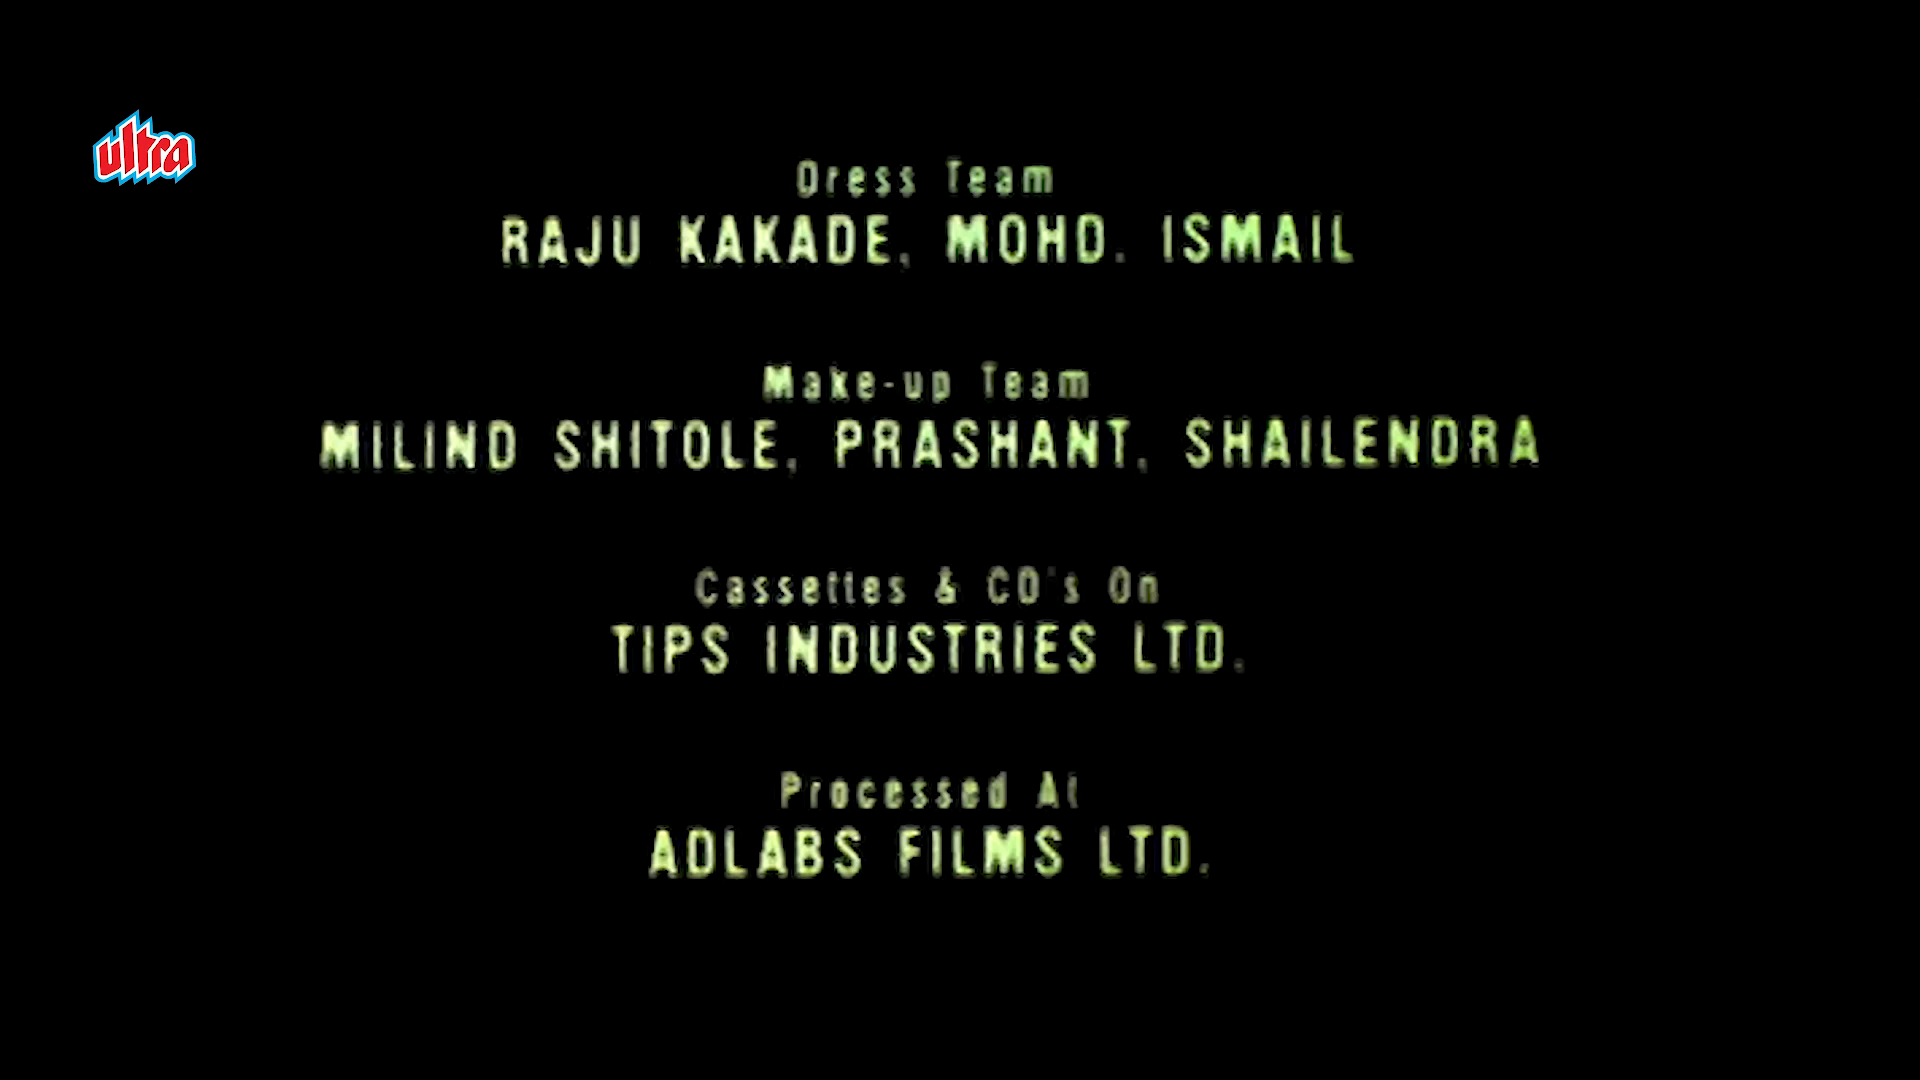 ultra
Dress Team
RAJU KAKADE, MOHD. ISMAIL
Make-up Team
MILIND SHITOLE, PRASHANT, SHAILENDRA
Cassettes & CD's On
TIPS INDUSTRIES LTD.
Processed At
ADLABS FILMS LTD.